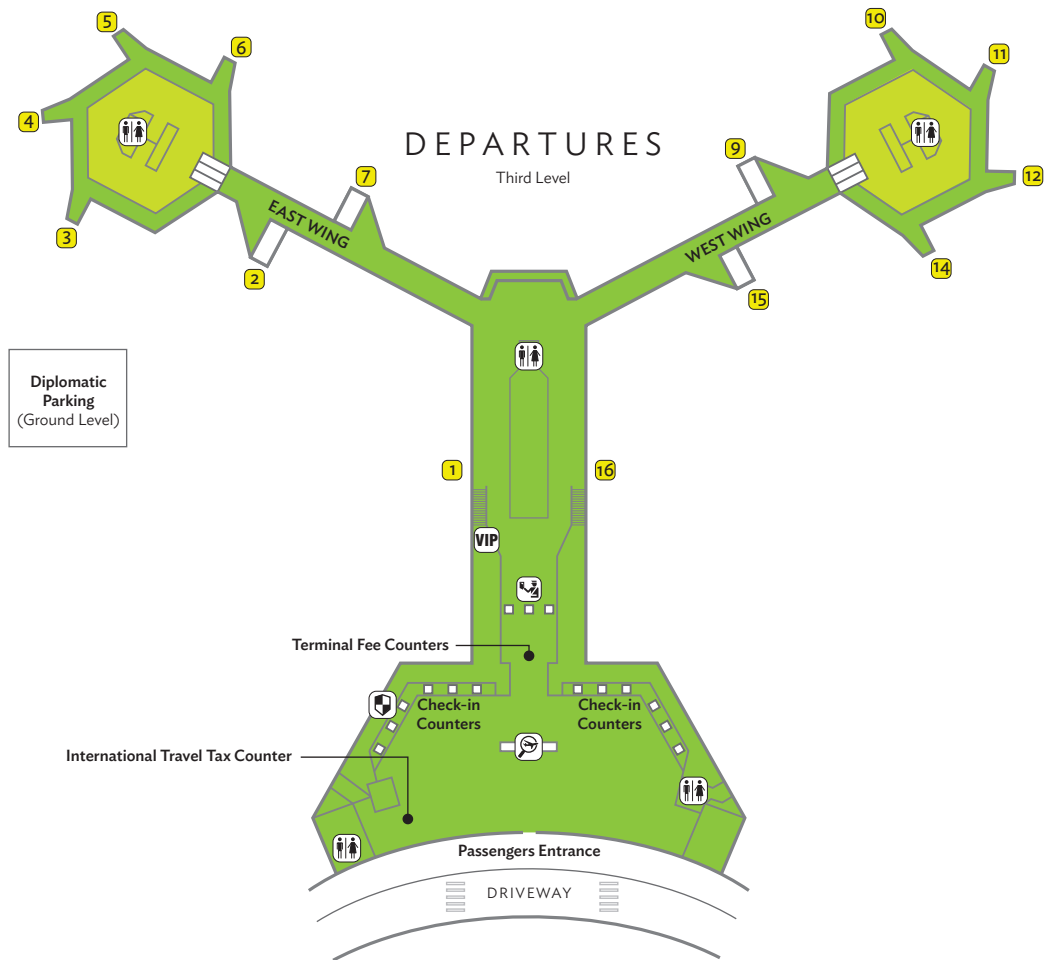 5
6
10
11
4
DEPARTURES
Third Level
9
7
12
EAST WING
WEST WING
3
2
14
15
Diplomatic
Parking
(Ground Level)
1
16
VIP
Terminal Fee Counters
Check-in
Counters
Check-in
Counters
International Travel Tax Counter
Passengers Entrance
DRIVEWAY